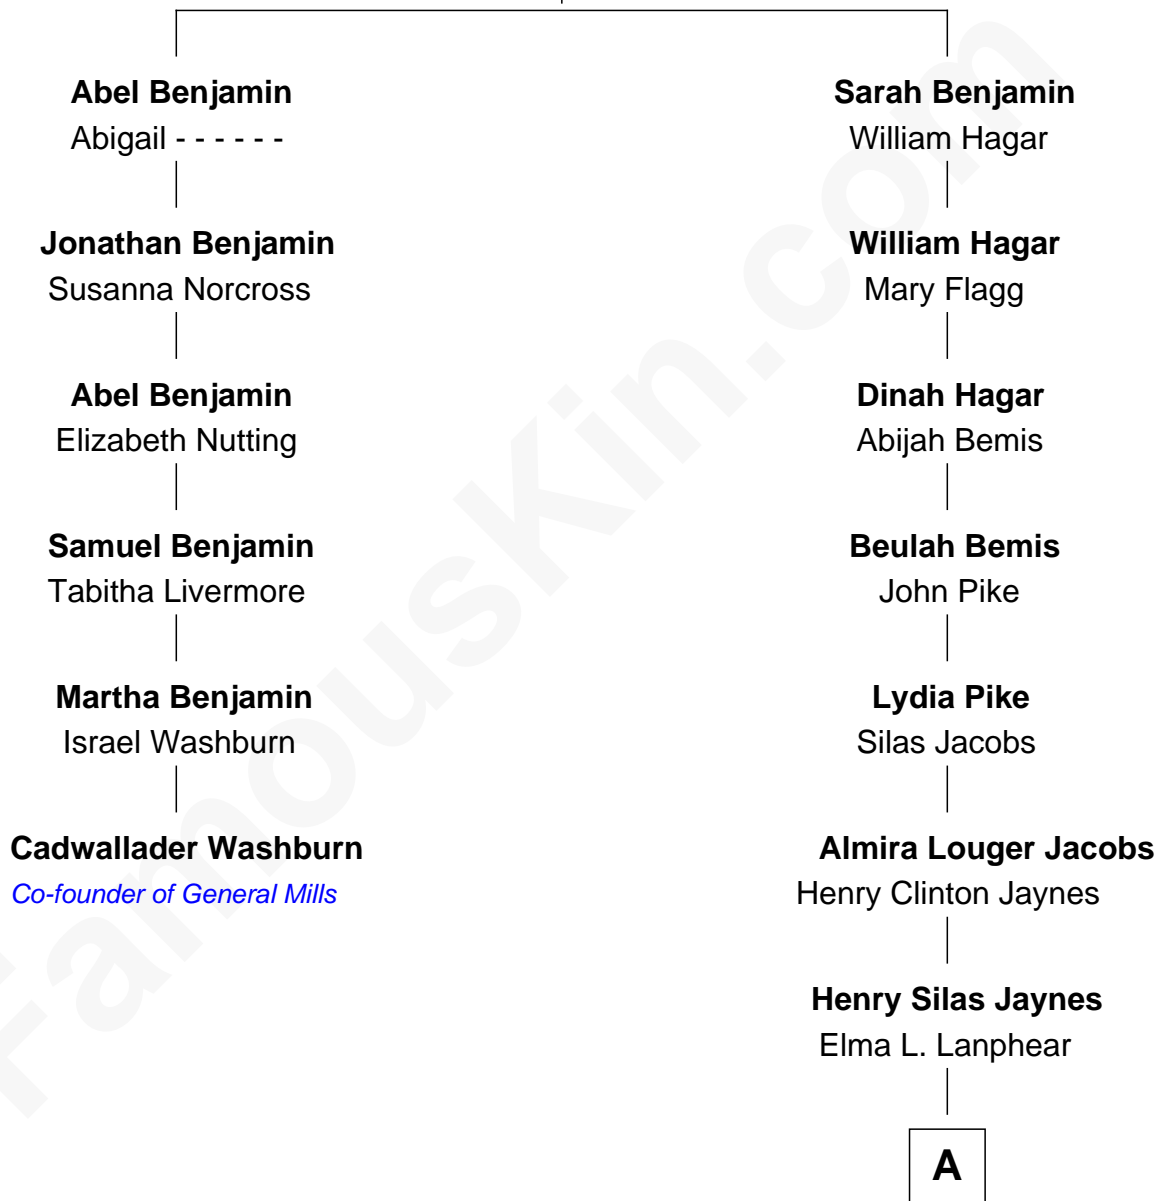 Abel Benjamin
Abigail - - - - - -
Jonathan Benjamin
Susanna Norcross
Abel Benjamin
Elizabeth Nutting
Samuel Benjamin
Tabitha Livermore
Martha Benjamin
Israel Washburn
Cadwallader Washburn
Co-founder of General Mills
Sarah Benjamin
William Hagar
William Hagar
Mary Flagg
Dinah Hagar
Abijah Bemis
Beulah Bemis
John Pike
Lydia Pike
Silas Jacobs
Almira Louger Jacobs
Henry Clinton Jaynes
Henry Silas Jaynes
Elma L. Lanphear
A
FamousKin.com